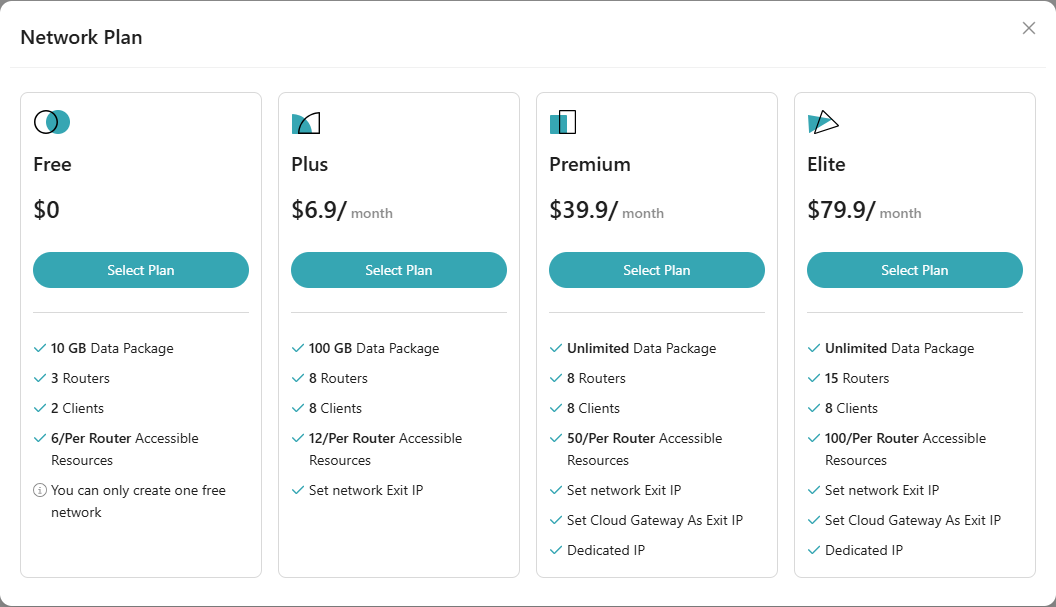 Network Plan
Free
$0
Select Plan
10 GB Data Package
3 Routers
2 Clients
6/Per Router Accessible
Resources
You can only create one free
network
Plus
$6.9/ month
Select Plan
100 GB Data Package
8 Routers
8 Clients
12/Per Router Accessible
Resources
Set network Exit IP
Premium
$39.9/ month
Select Plan
Unlimited Data Package
8 Routers
8 Clients
50/Per Router Accessible
Resources
Set network Exit IP
Set Cloud Gateway As Exit IP
Dedicated IP
Elite
$79.9/ month
Select Plan
Unlimited Data Package
15 Routers
8 Clients
100/Per Router Accessible
Resources
Set network Exit IP
Set Cloud Gateway As Exit IP
Dedicated IP